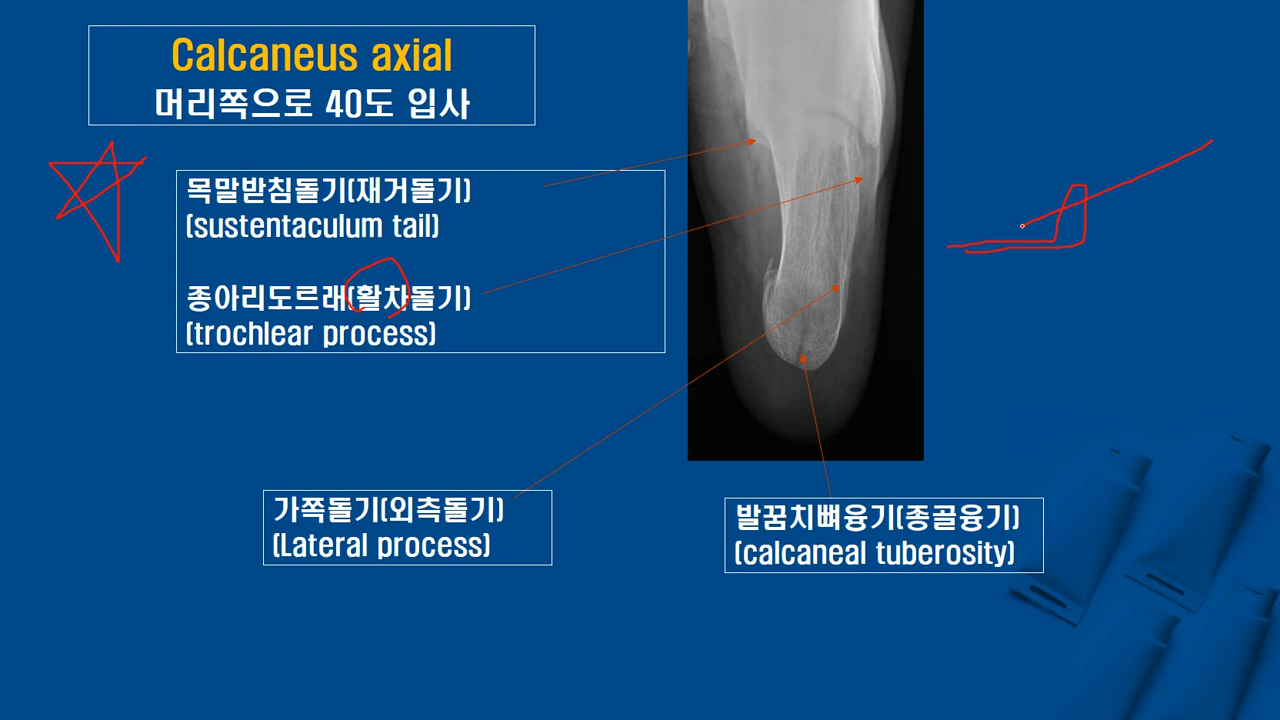 Calcaneus axial
머리쪽으로 40도 입사
목말받침돌기(재거돌기)
(sustentaculum tail)
종아리도르래(활차돌기)
(trochlear process)
가쪽돌기(외측돌기)
(Lateral process)
발꿈치뼈융기(종골융기)
(calcaneal tuberosity)